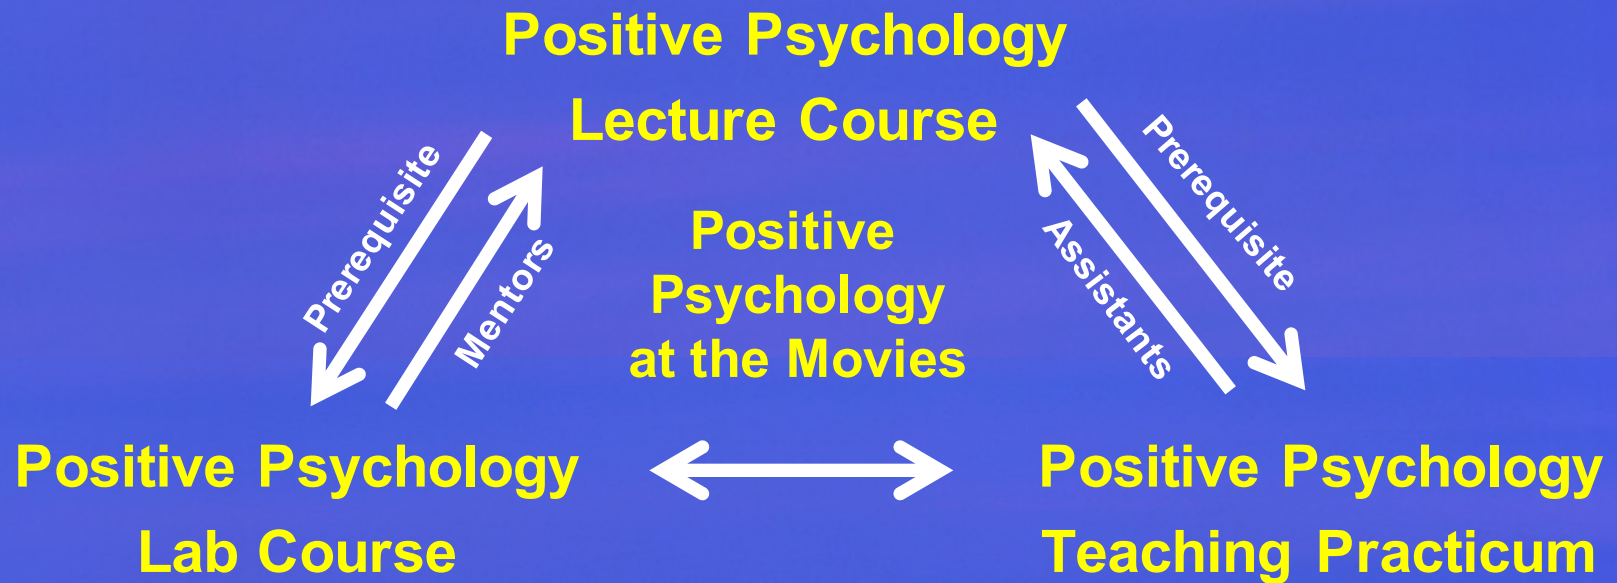 Positive Psychology
Lecture Course
Prerequisite
Mentors
Positive
Psychology
at the Movies
Assistants
Prerequisite
Positive Psychology
Lab Course
Positive Psychology
Teaching Practicum